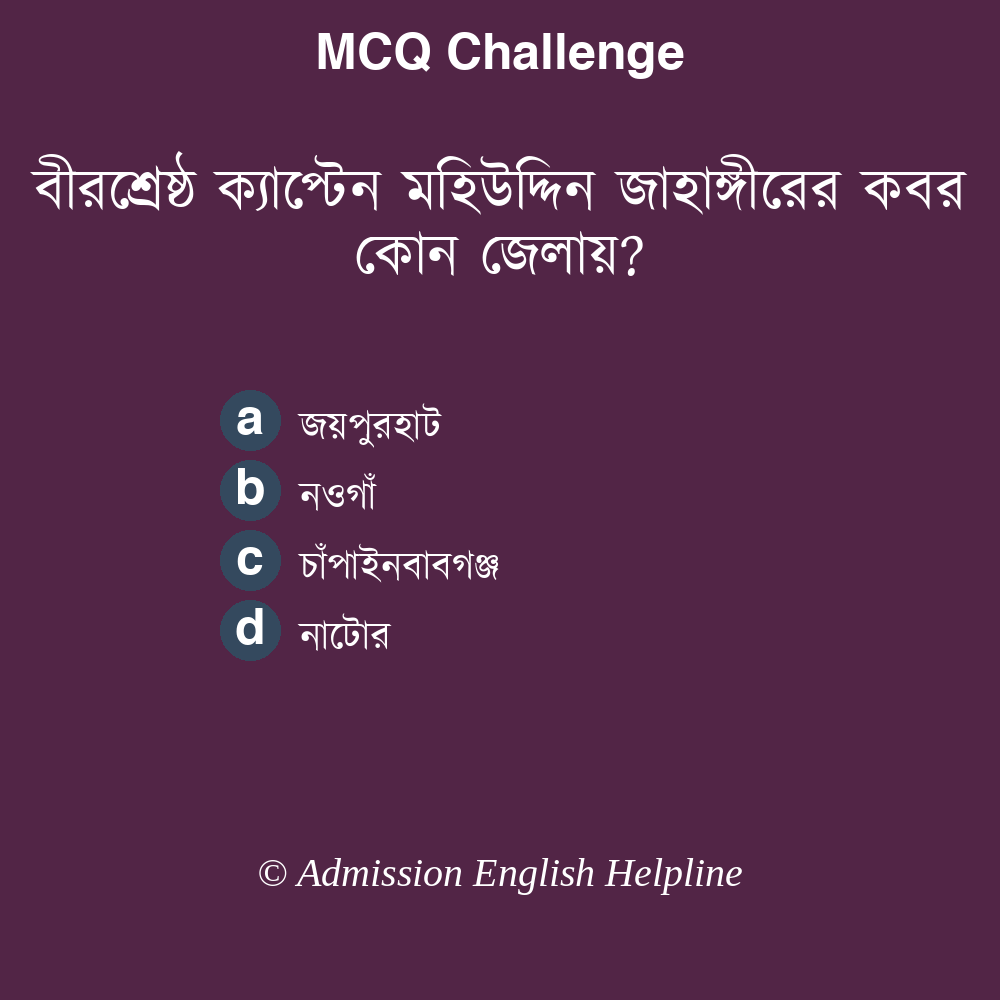 MCQ Challenge
বীরশ্রেষ্ঠ ক্যাপ্টেন মহিউদ্দিন জাহাঙ্গীরের কবর
কোন জেলায়?
a জয়পুরহাট
b নওগাঁ
c চাঁপাইনবাবগঞ্জ
d নাটোর
© Admission English Helpline